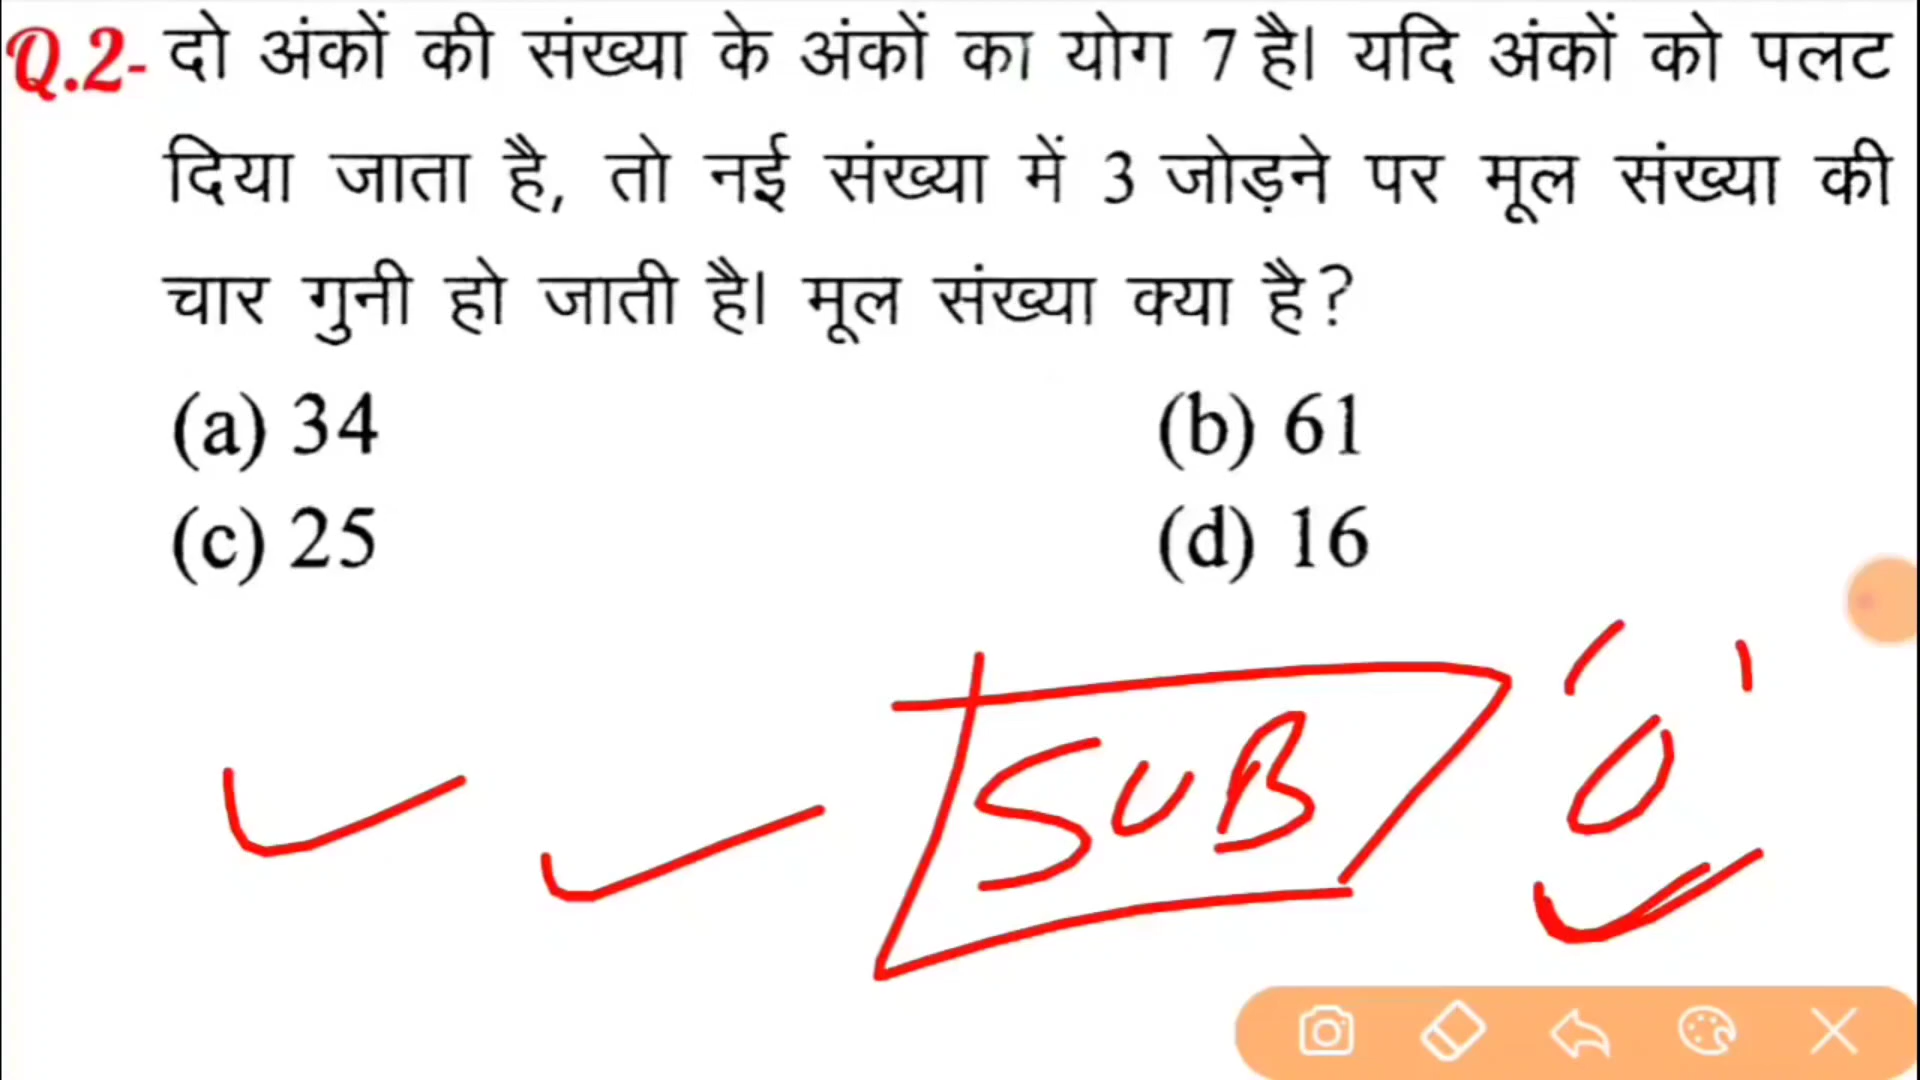 Q.2- दो अंकों की संख्या के अंकों का योग 7 है। यदि अंकों को पलट
दिया जाता है, तो नई संख्या में 3 जोड़ने पर मूल संख्या की
चार गुनी हो जाती है। मूल संख्या क्या है?
(a) 34 (b) 61
(c) 25 (d) 16
SUB